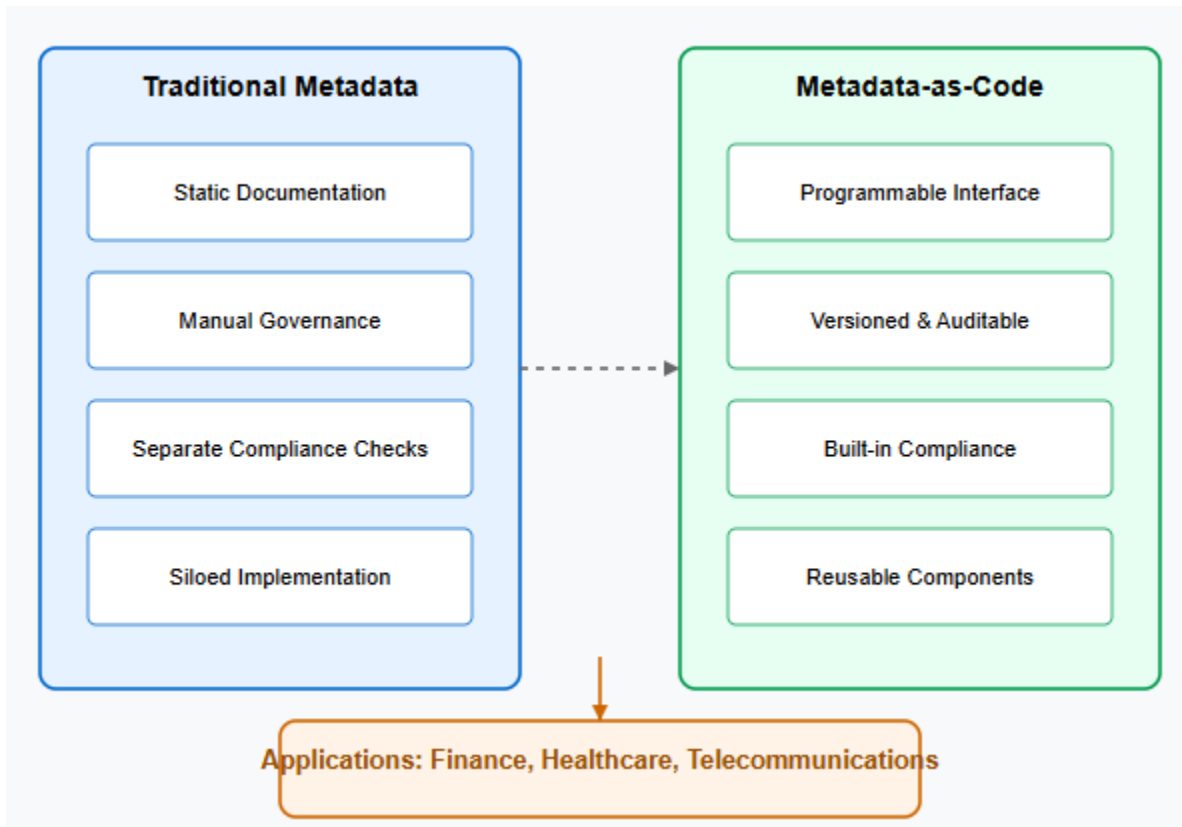 Traditional Metadata
Static Documentation
Manual Governance
Separate Compliance Checks
Siloed Implementation
Metadata-as-Code
Programmable Interface
Versioned & Auditable
Built-in Compliance
Reusable Components
Applications: Finance, Healthcare, Telecommunications